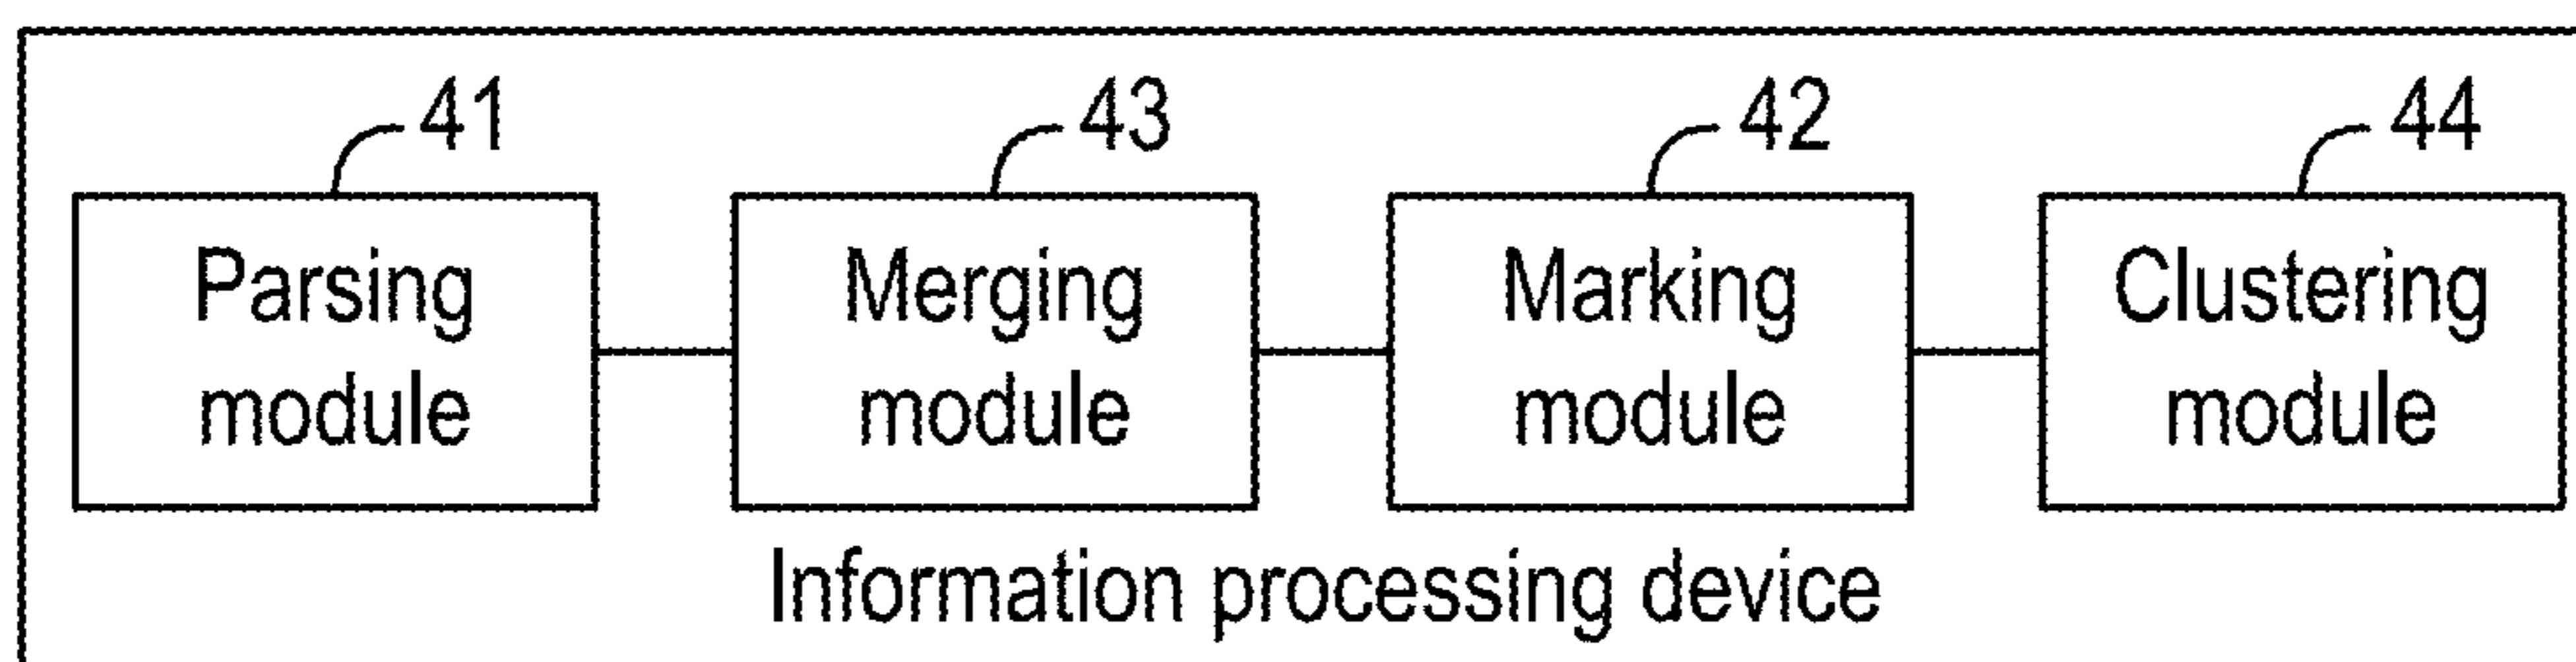 41 43 42 44
Parsing Merging Marking Clustering
module module module module
Information processing device